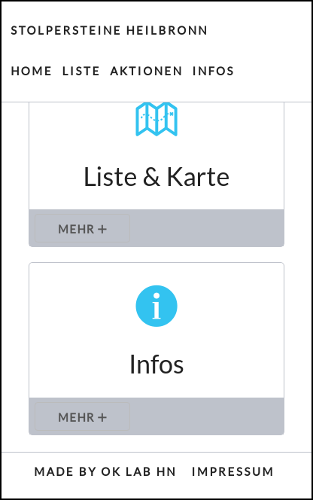 STOLPERSTEINE HEILBRONN
HOME LISTE AKTIONEN INFOS
Liste & Karte
MEHR +
i
Infos
MEHR +
MADE BY OK LAB HN IMPRESSUM